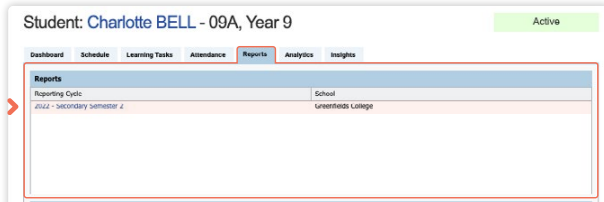 Student: Charlotte BELL - 09A, Year 9
Active
Dashboard Schedule Learning Tasks Attendance Reports Analytics Insights
Reports
Reporting Cycle School
2022 - Secondary Semester 2 Greenfields College